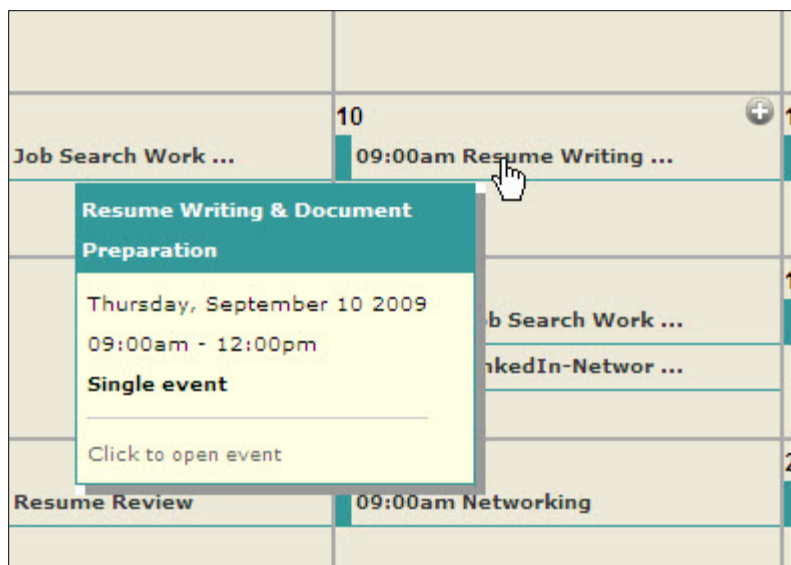 10
Job Search Work ...
09:00am Resume Writing ...
Resume Writing & Document
Preparation
Thursday, September 10 2009
09:00am - 12:00pm
Single event
Click to open event
b Search Work ...
nkedIn-Networ ...
Resume Review
09:00am Networking